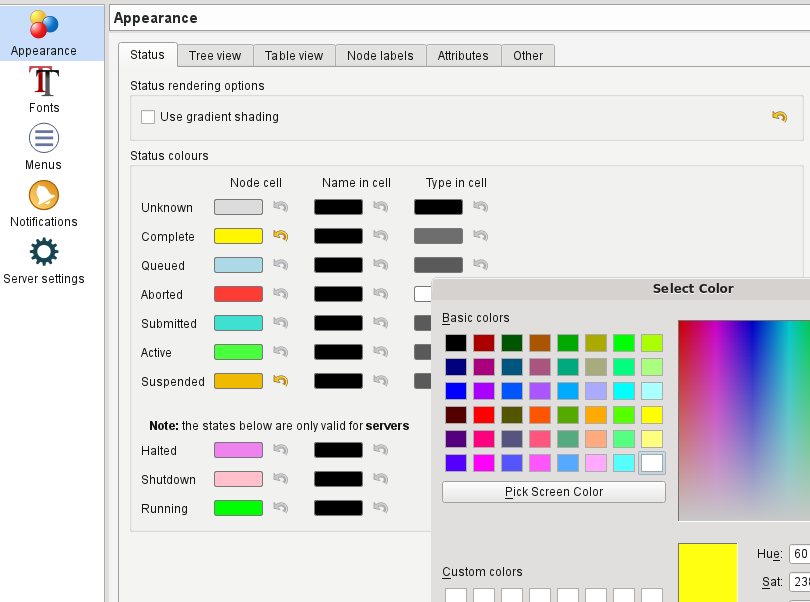 Appearance
Fonts
Menus
Notifications
Server settings
Appearance
Status
Tree view
Table view
Node labels
Attributes
Other
Status rendering options
Use gradient shading
Status colours
Node cell
Name in cell
Type in cell
Unknown
Complete
Queued
Aborted
Submitted
Active
Suspended
Note: the states below are only valid for servers
Halted
Shutdown
Running
Select Color
Basic colors
Pick Screen Color
Custom colors
Hue: 60
Sat: 238